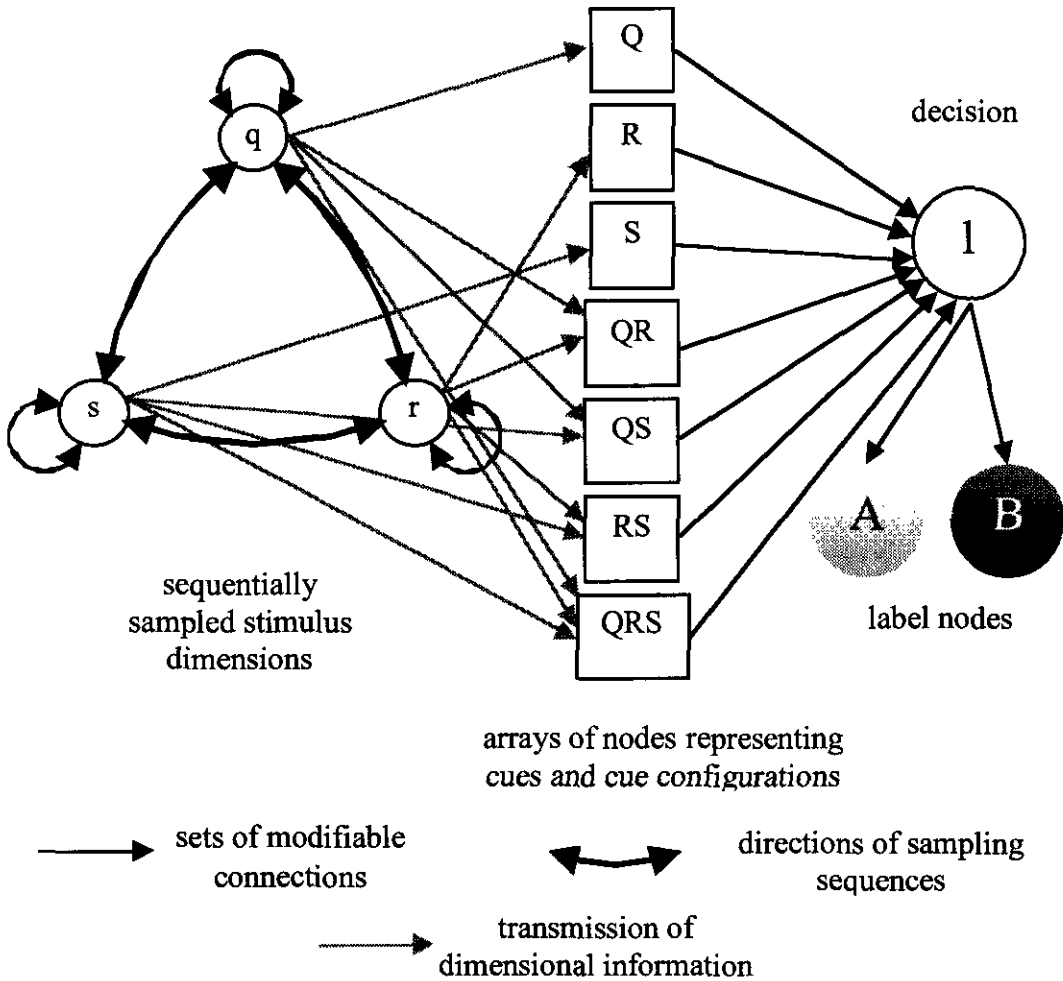 Q
R
S
QR
QS
RS
QRS
q
s
r
decision
1
A
B
label nodes
sequentially
sampled stimulus
dimensions
arrays of nodes representing
cues and cue configurations
sets of modifiable
connections
directions of sampling
sequences
transmission of
dimensional information